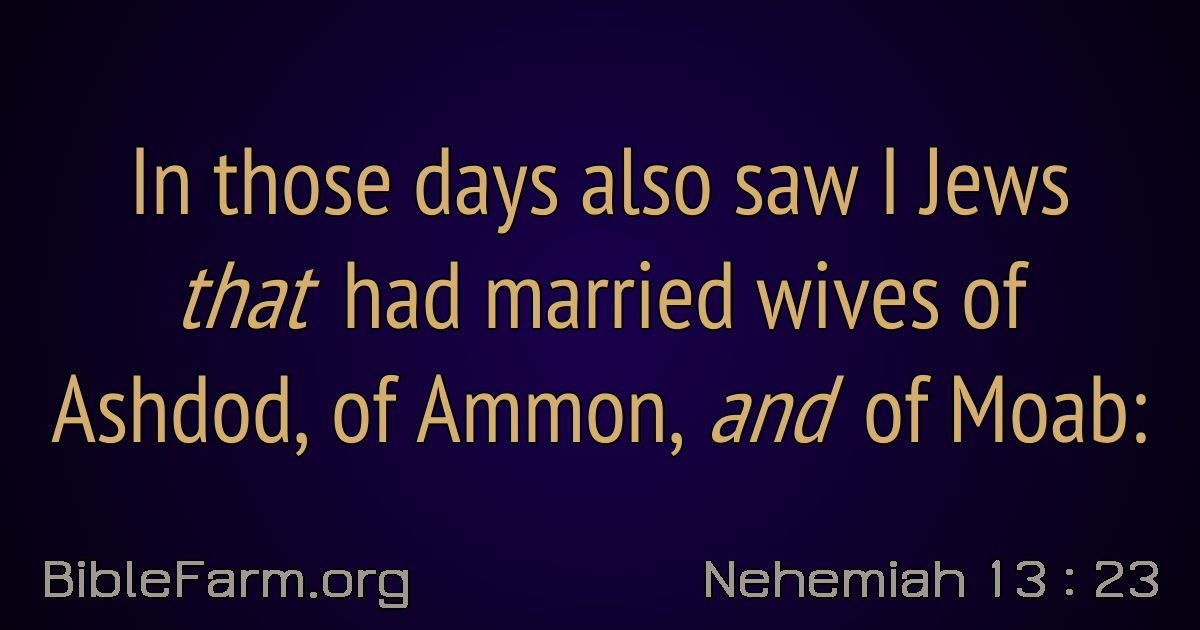 In those days also saw I Jews
that had married wives of
Ashdod, of Ammon, and of Moab:
BibleFarm.org
Nehemiah 13 : 23